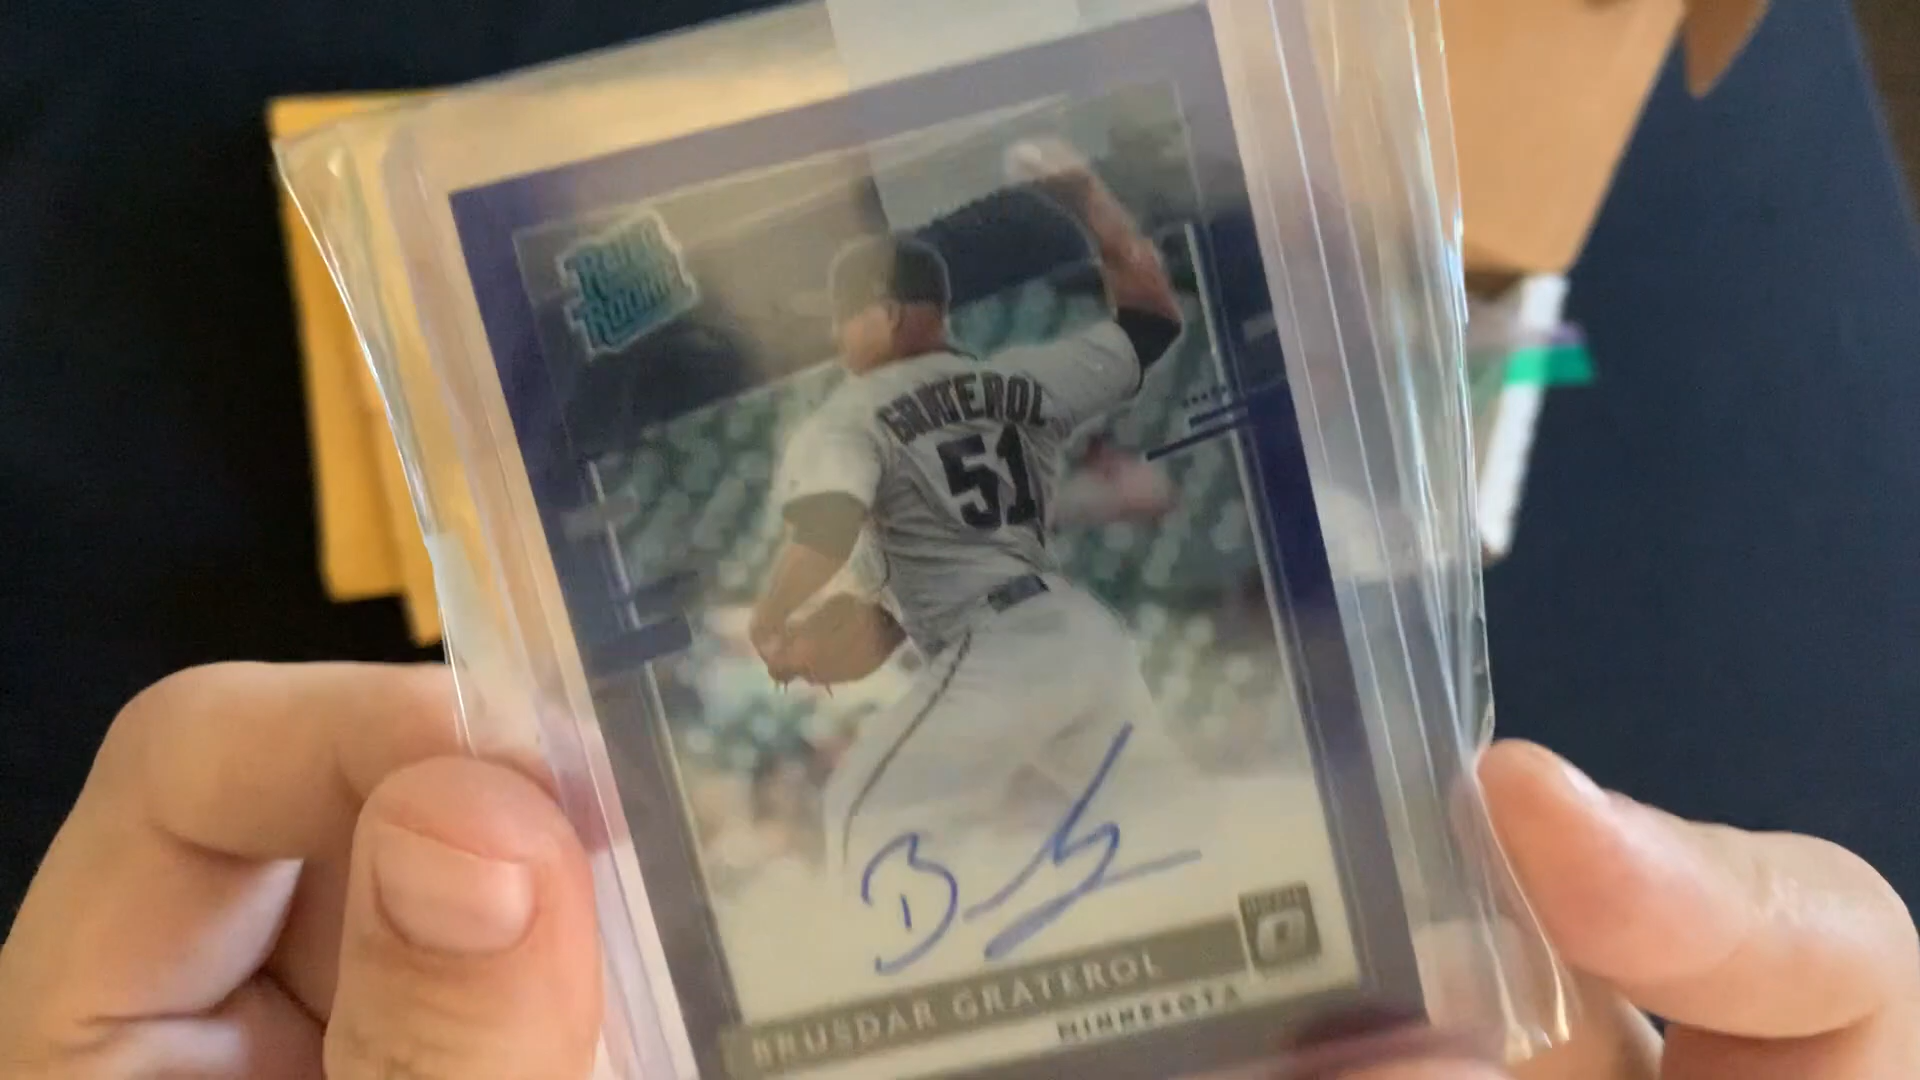 RATED
ROOKIE
GRATEROL
51
BRUSDAR GRATEROL
MINNESOTA